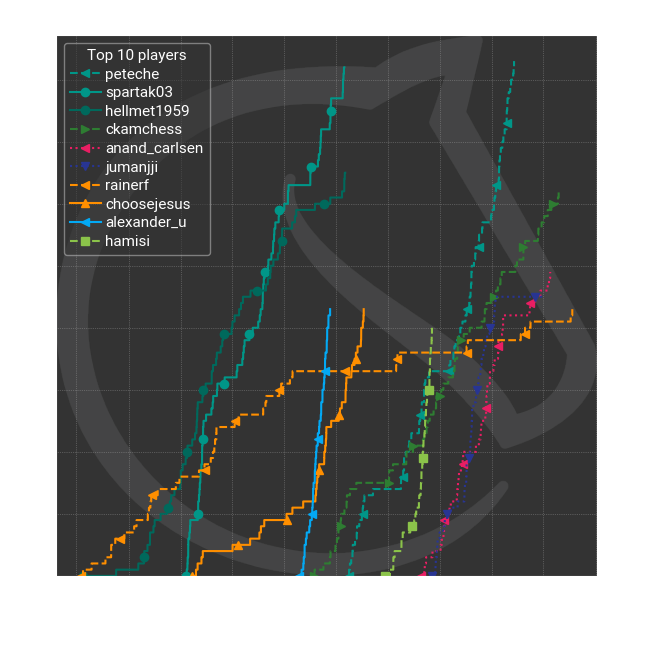 Top 10 players
peteche
spartak03
hellmet1959
ckamchess
anand_carlsen
jumanjji
rainerf
choosejesus
alexander_u
hamisi